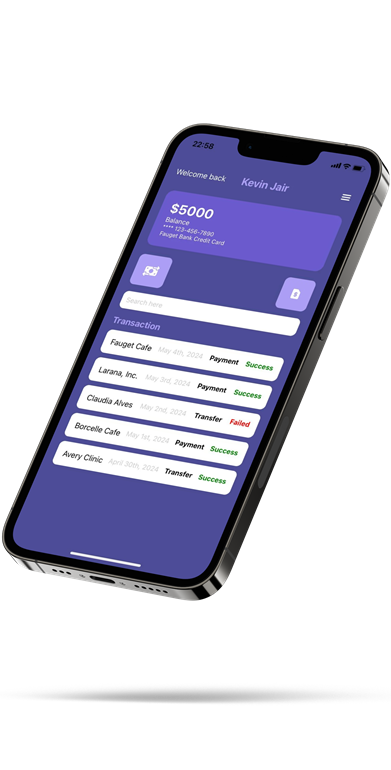 22:58
Welcome back Kevin Jair
$5000
Balance
**** 123-456-7890
Fauget Bank Credit Card
Search here
Transaction
Fauget Cafe May 4th, 2024 Payment Success
Larana, Inc. May 3rd, 2024 Payment Success
Claudia Alves May 2nd, 2024 Transfer Failed
Borcelle Cafe May 1st, 2024 Payment Success
Avery Clinic April 30th, 2024 Transfer Success